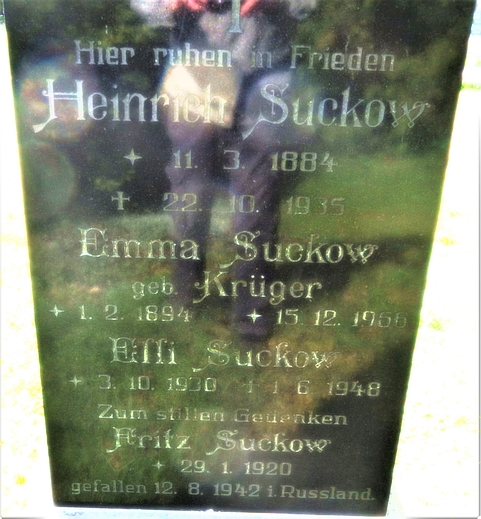 Hier ruhen in Frieden
Heinrich Suckow
✦ 11. 3. 1884
✝ 22. 10. 1935
Emma Suckow
geb. Krüger
✦ 1. 2. 1894 ✦ 15. 12. 1966
Elli Suckow
✦ 3. 10. 1930 ✝ 1 6 1948
Zum stillen Gedenken
Fritz Suckow
✦ 29. 1. 1920
gefallen 12. 8. 1942 i. Russland.